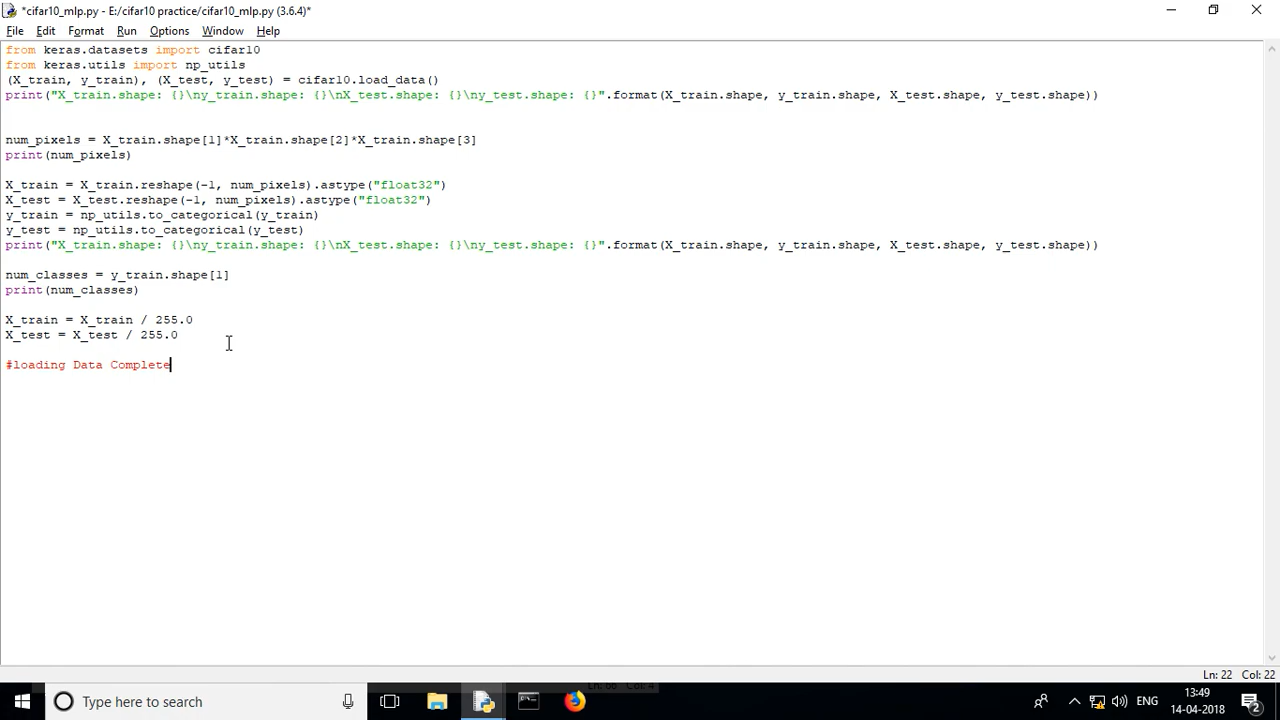 *cifar10_mlp.py - E:/cifar10 practice/cifar10_mlp.py (3.6.4)*
File Edit Format Run Options Window Help
from keras.datasets import cifar10
from keras.utils import np_utils
(X_train, y_train), (X_test, y_test) = cifar10.load_data()
print("X_train.shape: {}\ny_train.shape: {}\nX_test.shape: {}\ny_test.shape: {}".format(X_train.shape, y_train.shape, X_test.shape, y_test.shape))
num_pixels = X_train.shape[1]*X_train.shape[2]*X_train.shape[3]
print(num_pixels)
X_train = X_train.reshape(-1, num_pixels).astype("float32")
X_test = X_test.reshape(-1, num_pixels).astype("float32")
y_train = np_utils.to_categorical(y_train)
y_test = np_utils.to_categorical(y_test)
print("X_train.shape: {}\ny_train.shape: {}\nX_test.shape: {}\ny_test.shape: {}".format(X_train.shape, y_train.shape, X_test.shape, y_test.shape))
num_classes = y_train.shape[1]
print(num_classes)
X_train = X_train / 255.0
X_test = X_test / 255.0
#loading Data Complete
Ln: 22 Col: 22
Type here to search
ENG
13:49
14-04-2018
2